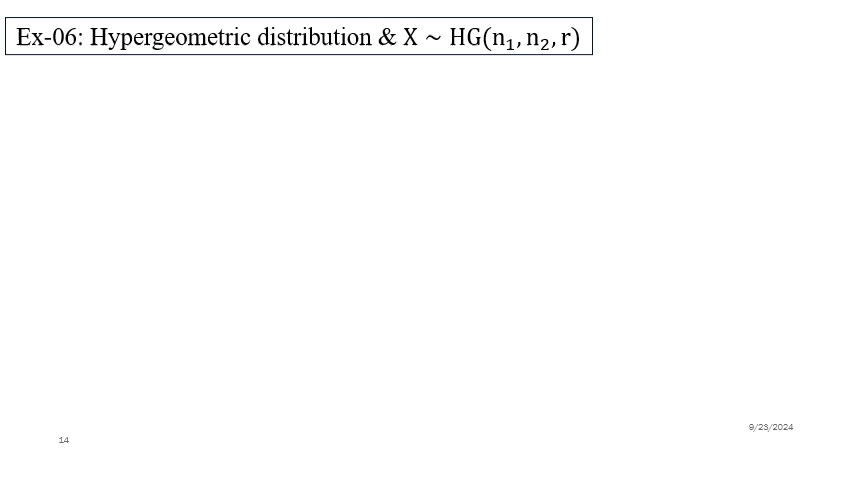 Ex-06: Hypergeometric distribution & X ~ HG(n₁, n₂, r)
9/23/2024
14